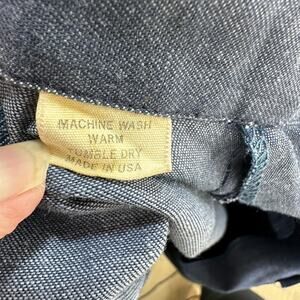 MACHINE WASH
WARM
TUMBLE DRY
MADE IN USA